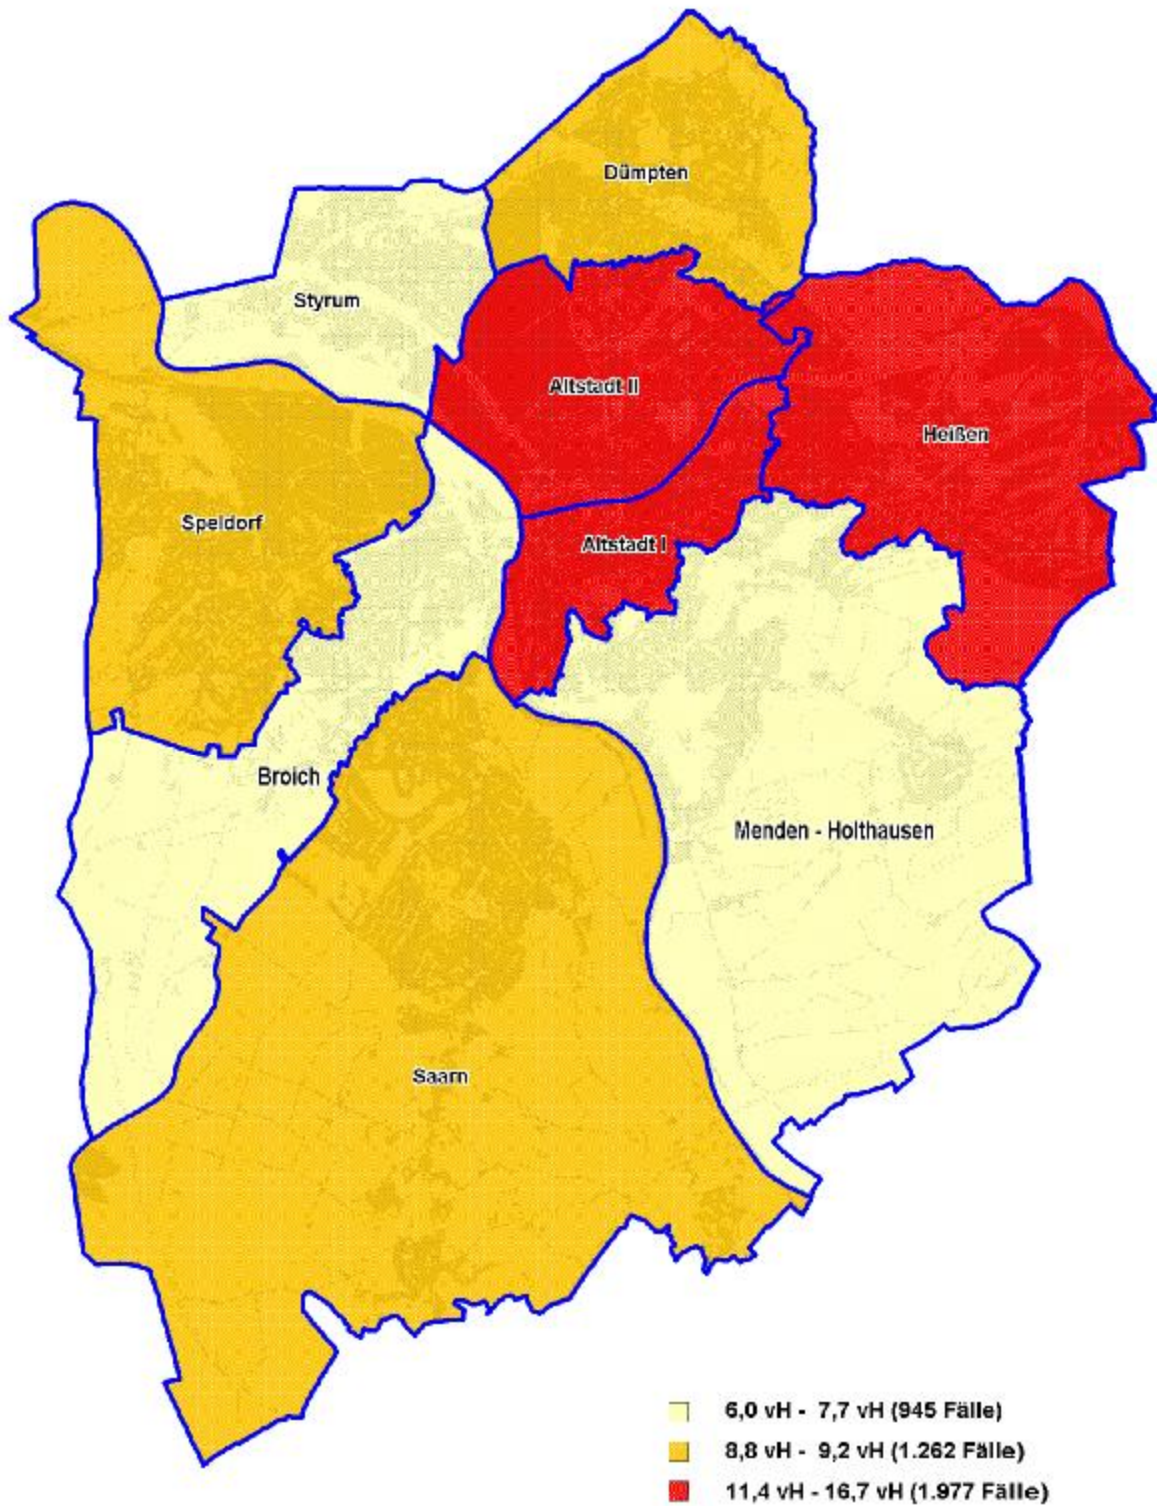 Dümpten
Styrum
Altstadt II
Heißen
Speldorf
Altstadt I
Broich
Menden - Holthausen
Saarn
6,0 vH - 7,7 vH (945 Fälle)
8,8 vH - 9,2 vH (1.262 Fälle)
11,4 vH - 16,7 vH (1.977 Fälle)